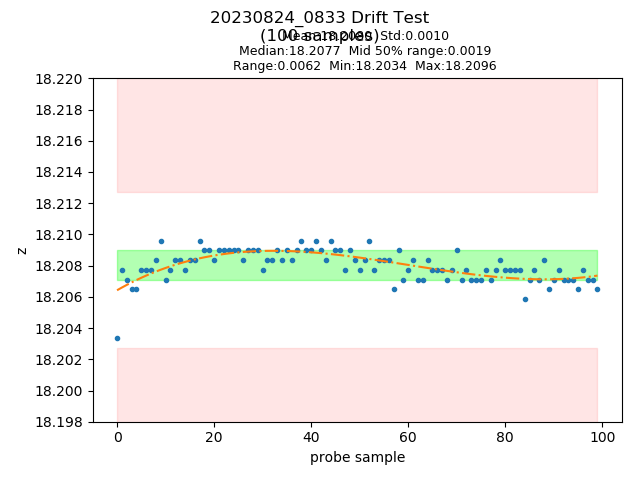 20230824_0833 Drift Test
(100 samples)
Std:0.0010
Median:18.2077 Mid 50% range:0.0019
Range:0.0062 Min:18.2034 Max:18.2096
18.220
18.218
18.216
18.214
18.212
18.210
18.208
18.206
18.204
18.202
18.200
18.198
z
0
20
40
60
80
100
probe sample